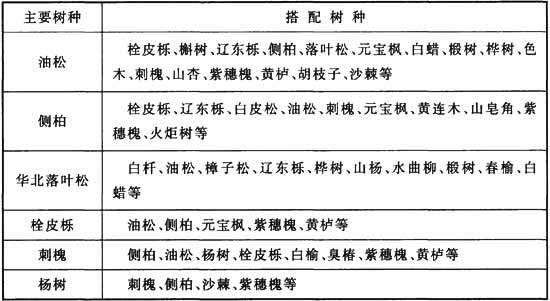 主要树种 搭配树种
油松 栓皮栎、槲树、辽东栎、侧柏、落叶松、元宝枫、白蜡、椴树、桦树、色
木、刺槐、山杏、紫穗槐、黄栌、胡枝子、沙棘等
侧柏 栓皮栎、辽东栎、白皮松、油松、刺槐、元宝枫、黄连木、山皂角、紫
穗槐、火炬树等
华北落叶松 白杆、油松、樟子松、辽东栎、桦树、山杨、水曲柳、椴树、春榆、白
蜡等
栓皮栎 油松、侧柏、元宝枫、紫穗槐、黄栌等
刺槐 侧柏、油松、杨树、栓皮栎、白榆、臭椿、紫穗槐、黄栌等
杨树 刺槐、侧柏、沙棘、紫穗槐等